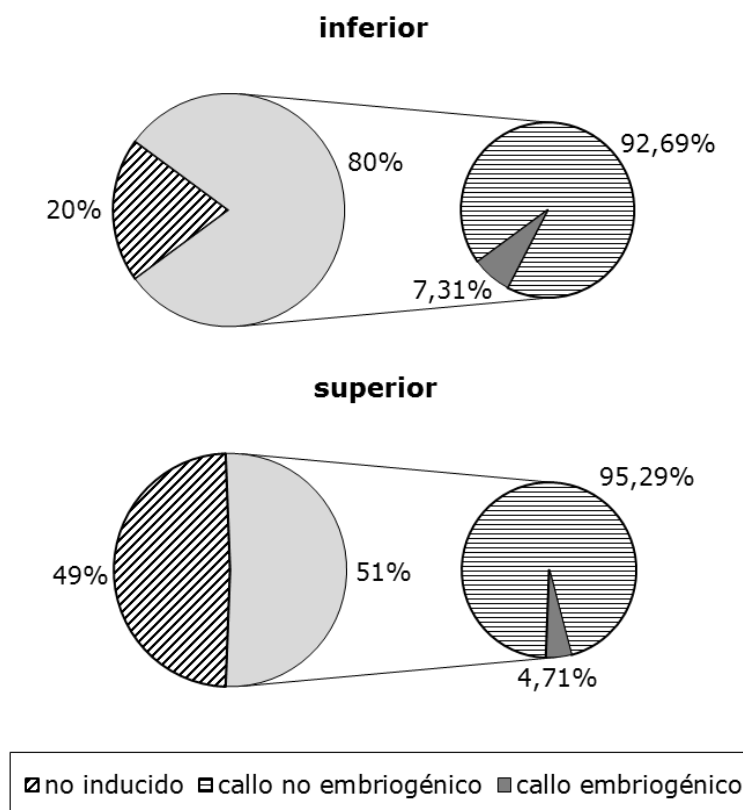 inferior
92,69%
80%
20%
7,31%
superior
95,29%
49%
51%
4,71%
no inducido callo no embriogénico callo embriogénico